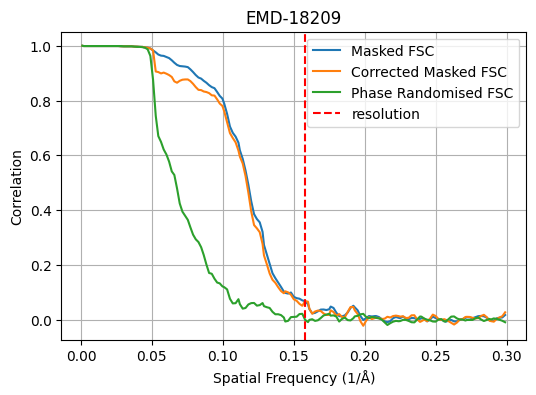 EMD-18209
Masked FSC
Corrected Masked FSC
Phase Randomised FSC
resolution
Correlation
1.0
0.8
0.6
0.4
0.2
0.0
0.00 0.05 0.10 0.15 0.20 0.25 0.30
Spatial Frequency (1/Å)